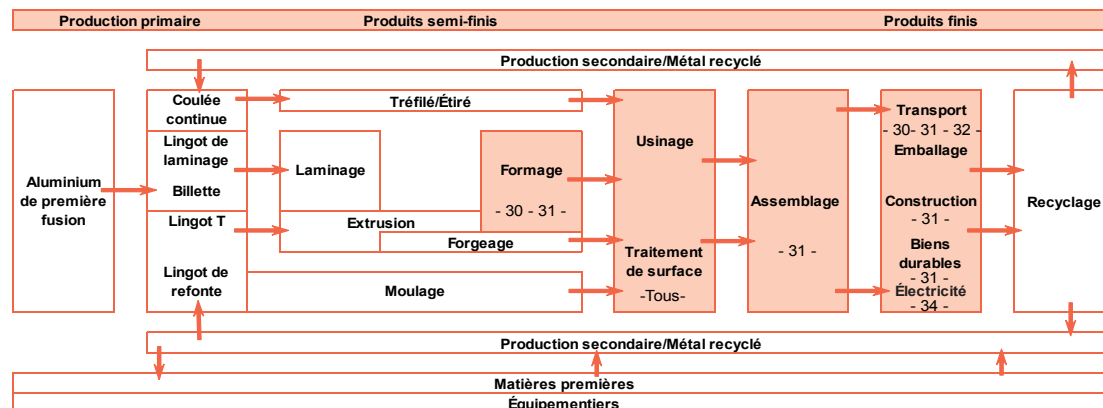 Production primaire
Produits semi-finis
Produits finis
Production secondaire/Métal recyclé
Aluminium
de première
fusion
Coulée
continue
Lingot de
laminage
Billette
Lingot T
Lingot de
refonte
Tréfilé/Étiré
Laminage
Formage
- 30 - 31 -
Extrusion
Forgeage
Moulage
Usinage
Traitement
de surface
-Tous-
Assemblage
- 31 -
Transport
- 30- 31 - 32 -
Emballage
Construction
- 31 -
Biens
durables
- 31 -
Électricité
- 34 -
Recyclage
Production secondaire/Métal recyclé
Matières premières
Équipementiers